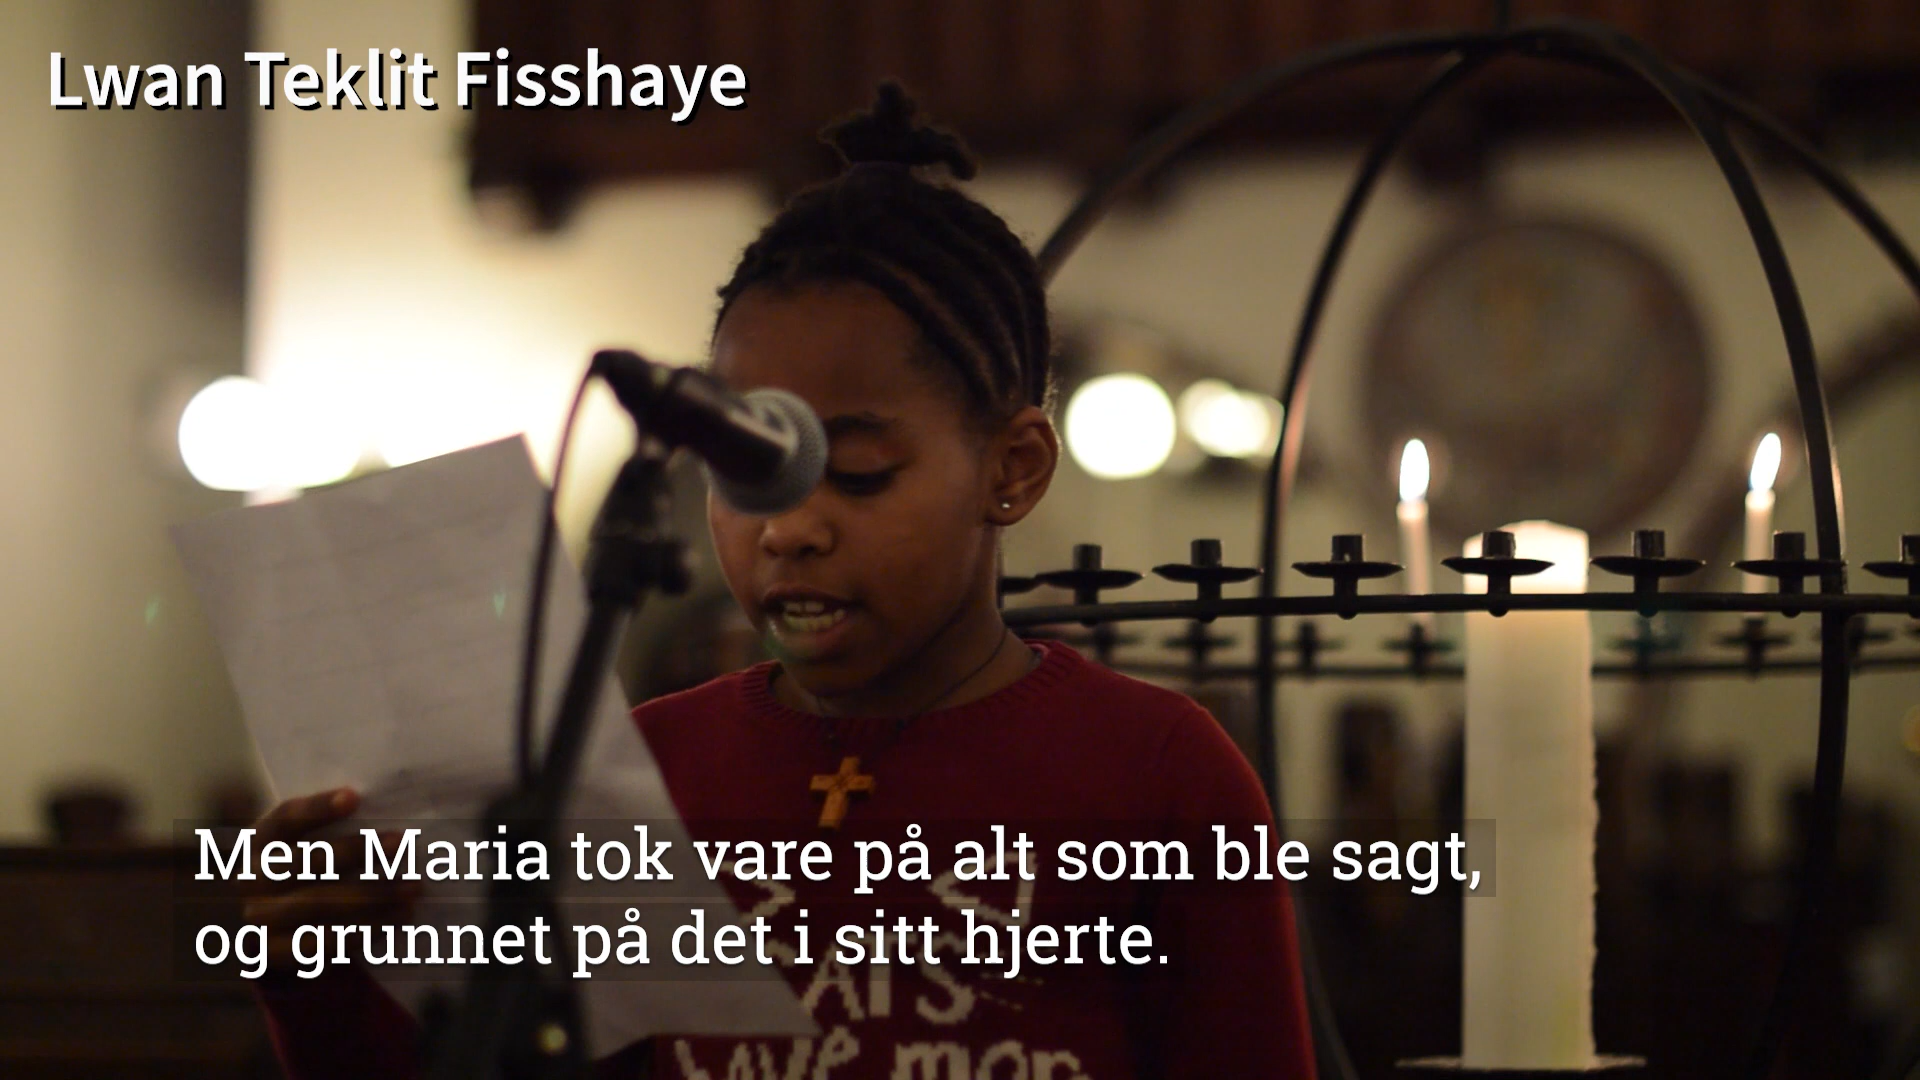 Lwan Teklit Fisshaye
Men Maria tok vare på alt som ble sagt,
og grunnet på det i sitt hjerte.